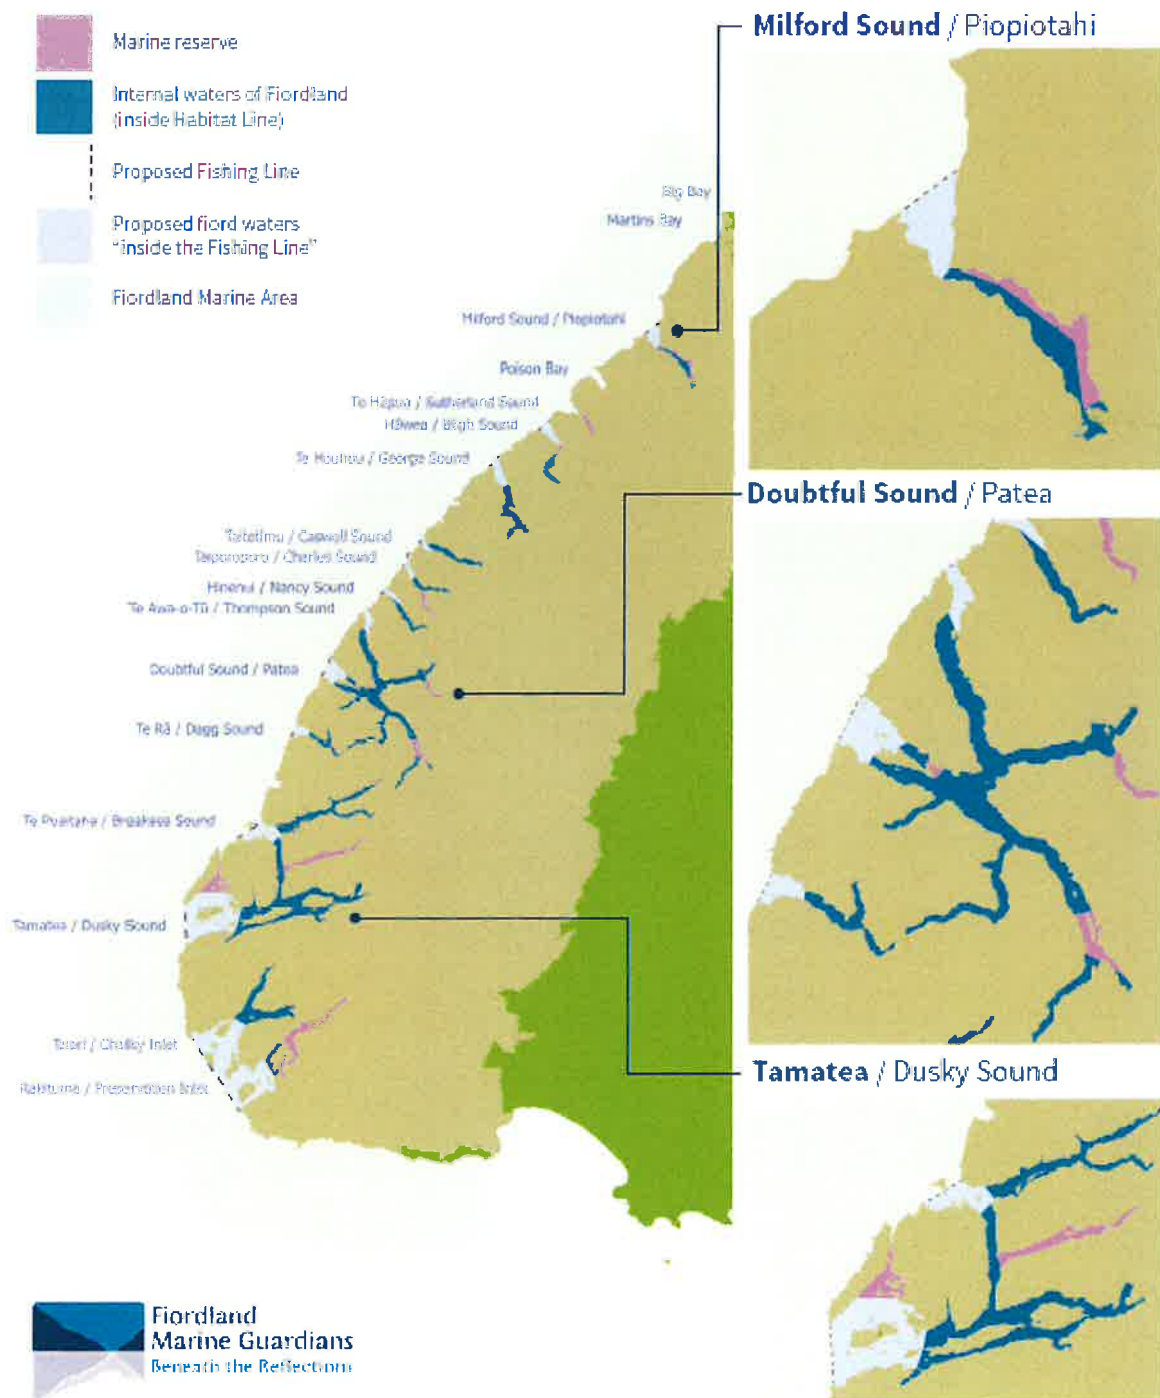 Marine reserve
Internal waters of Fiordland
(inside Habitat Line)
Proposed Fishing Line
Proposed fiord waters
"inside the Fishing Line"
Fiordland Marine Area
Milford Sound / Piopiotahi
Big Bay
Martins Bay
Milford Sound / Piopiotahi
Poison Bay
Te Hāpua / Sutherland Sound
Hāwea / Bligh Sound
Te Houhou / George Sound
Doubtful Sound / Patea
Taitetimu / Caswell Sound
Taiporoporo / Charles Sound
Hinenui / Nancy Sound
Te Awa-o-Tū / Thompson Sound
Doubtful Sound / Patea
Te Rā / Dagg Sound
Te Puaitaha / Breaksea Sound
Tamatea / Dusky Sound
Taiari / Chalky Inlet
Rakituma / Preservation Inlet
Tamatea / Dusky Sound
Fiordland
Marine Guardians
Beneath the Reflections